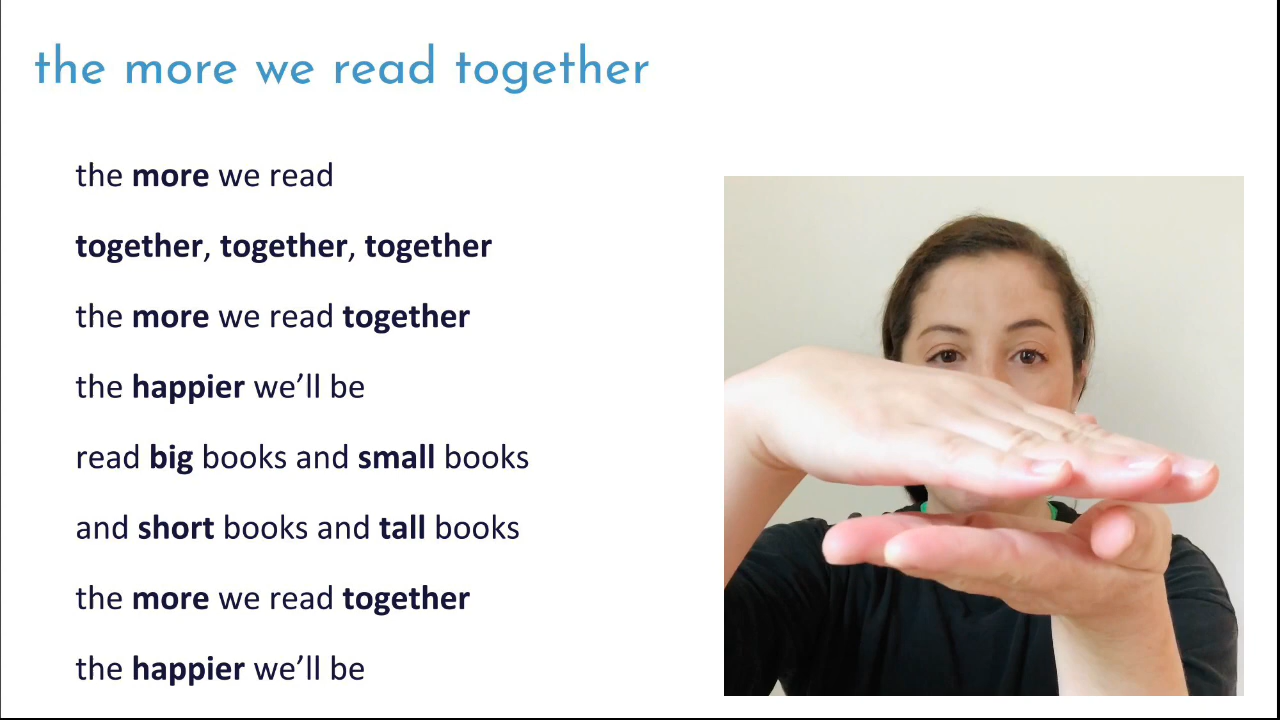 the more we read together
the more we read
together, together, together
the more we read together
the happier we’ll be
read big books and small books
and short books and tall books
the more we read together
the happier we’ll be